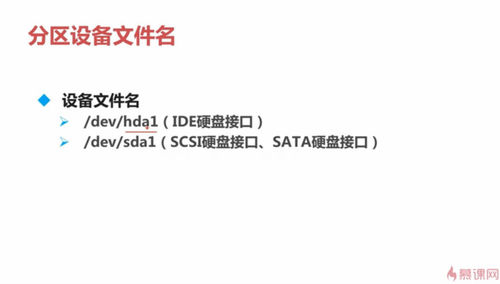 分区设备文件名
设备文件名
/dev/hda1（IDE硬盘接口）
/dev/sda1（SCSI硬盘接口、SATA硬盘接口）
慕课网